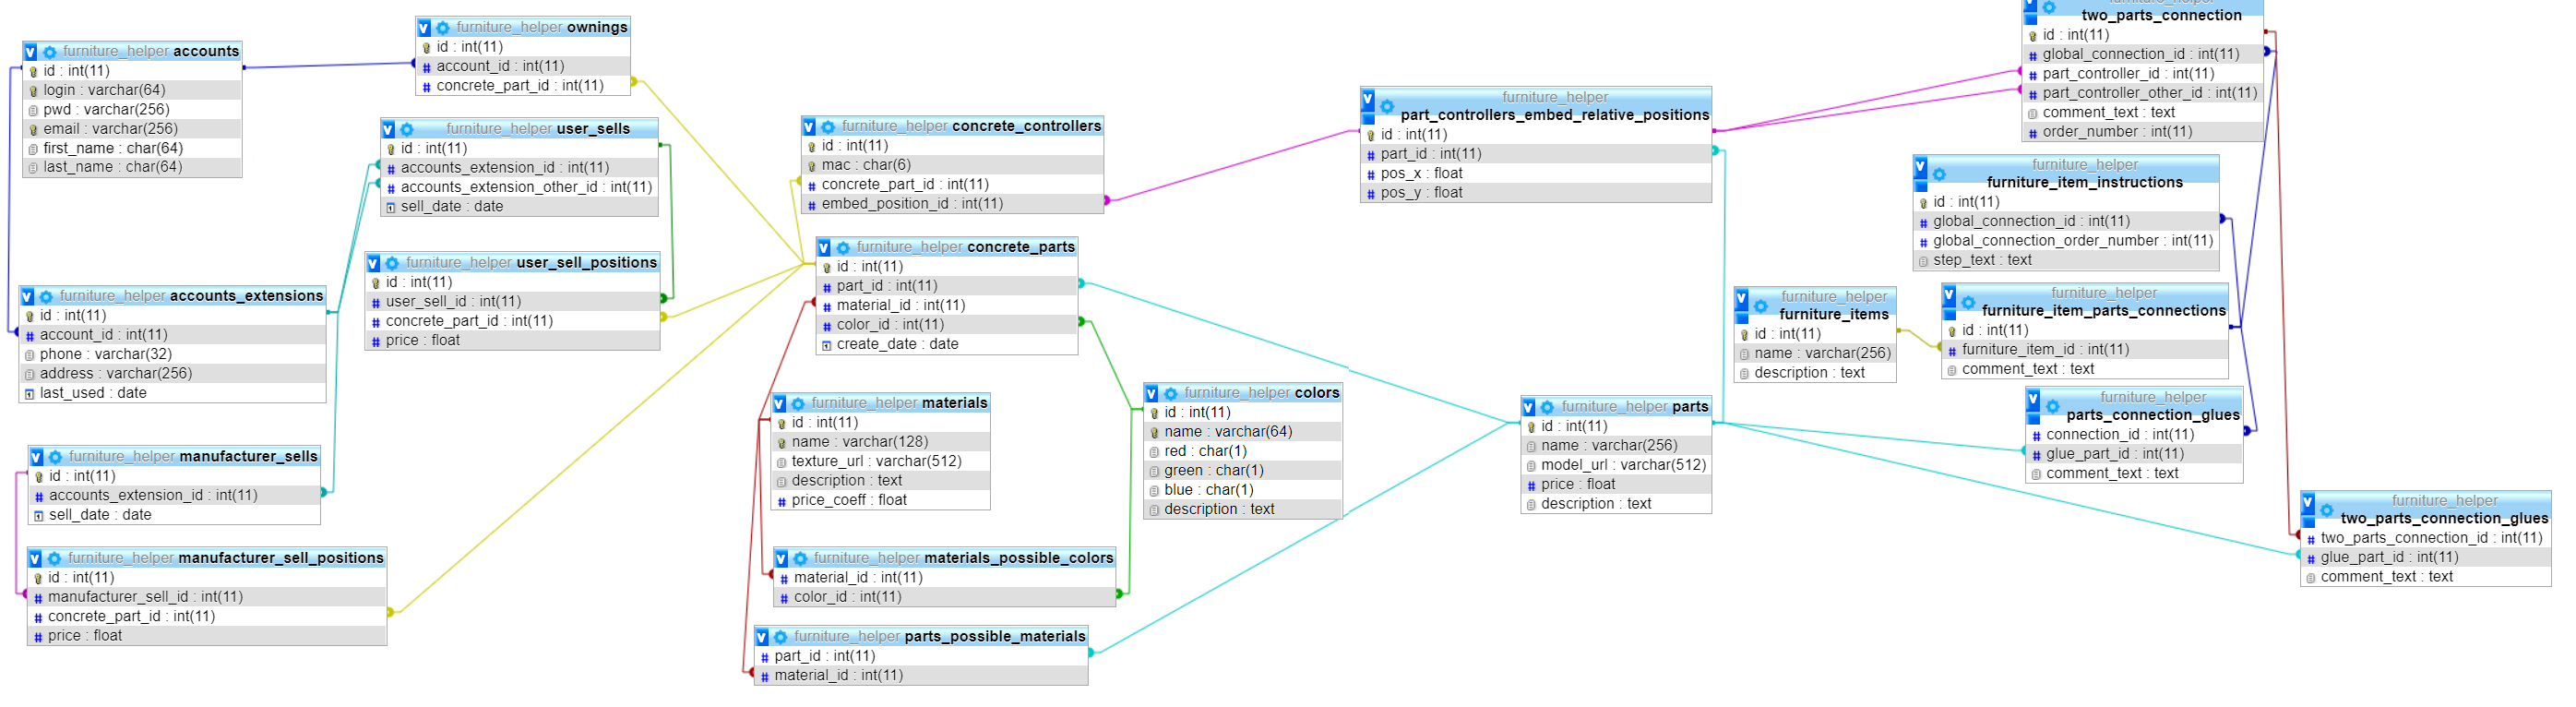 furniture_helper accounts
id : int(11)
login : varchar(64)
pwd : varchar(256)
email : varchar(256)
first_name : char(64)
last_name : char(64)
furniture_helper ownings
id : int(11)
account_id : int(11)
concrete_part_id : int(11)
furniture_helper user_sells
id : int(11)
accounts_extension_id : int(11)
accounts_extension_other_id : int(11)
sell_date : date
furniture_helper user_sell_positions
id : int(11)
user_sell_id : int(11)
concrete_part_id : int(11)
price : float
furniture_helper accounts_extensions
id : int(11)
account_id : int(11)
phone : varchar(32)
address : varchar(256)
last_used : date
furniture_helper manufacturer_sells
id : int(11)
accounts_extension_id : int(11)
sell_date : date
furniture_helper manufacturer_sell_positions
id : int(11)
manufacturer_sell_id : int(11)
concrete_part_id : int(11)
price : float
furniture_helper concrete_controllers
id : int(11)
mac : char(6)
concrete_part_id : int(11)
embed_position_id : int(11)
furniture_helper concrete_parts
id : int(11)
part_id : int(11)
material_id : int(11)
color_id : int(11)
create_date : date
furniture_helper materials
id : int(11)
name : varchar(128)
texture_url : varchar(512)
description : text
price_coeff : float
furniture_helper colors
id : int(11)
name : varchar(64)
red : char(1)
green : char(1)
blue : char(1)
description : text
furniture_helper materials_possible_colors
material_id : int(11)
color_id : int(11)
furniture_helper parts_possible_materials
part_id : int(11)
material_id : int(11)
furniture_helper
part_controllers_embed_relative_positions
id : int(11)
part_id : int(11)
pos_x : float
pos_y : float
furniture_helper parts
id : int(11)
name : varchar(256)
model_url : varchar(512)
price : float
description : text
furniture_helper
two_parts_connection
id : int(11)
global_connection_id : int(11)
part_controller_id : int(11)
part_controller_other_id : int(11)
comment_text : text
order_number : int(11)
furniture_helper
furniture_item_instructions
id : int(11)
global_connection_id : int(11)
global_connection_order_number : int(11)
step_text : text
furniture_helper
furniture_items
id : int(11)
name : varchar(256)
description : text
furniture_helper
furniture_item_parts_connections
id : int(11)
furniture_item_id : int(11)
comment_text : text
furniture_helper
parts_connection_glues
connection_id : int(11)
glue_part_id : int(11)
comment_text : text
furniture_helper
two_parts_connection_glues
two_parts_connection_id : int(11)
glue_part_id : int(11)
comment_text : text